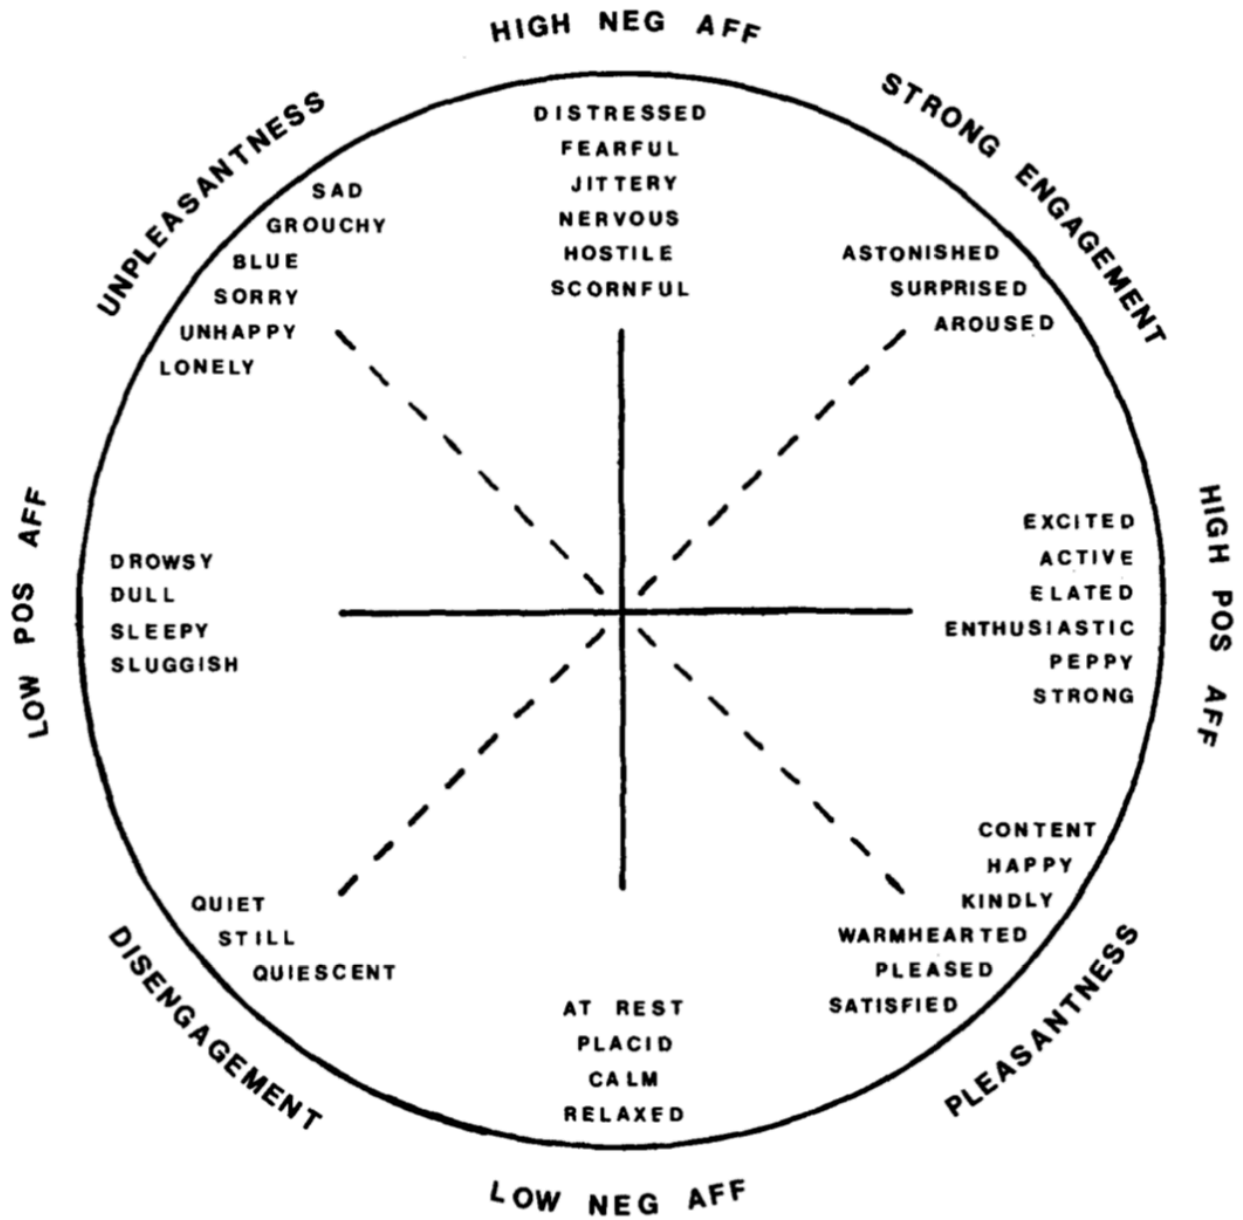 HIGH NEG AFF
STRONG ENGAGEMENT
UNPLEASANTNESS
DISTRESSED
FEARFUL
JITTERY
NERVOUS
HOSTILE
SCORNFUL
SAD
GROUCHY
BLUE
SORRY
UNHAPPY
LONELY
ASTONISHED
SURPRISED
AROUSED
LOW POS AFF
DROWSY
DULL
SLEEPY
SLUGGISH
EXCITED
ACTIVE
ELATED
ENTHUSIASTIC
PEPPY
STRONG
HIGH POS AFF
QUIET
STILL
QUIESCENT
CONTENT
HAPPY
KINDLY
WARMHEARTED
PLEASED
SATISFIED
AT REST
PLACID
CALM
RELAXED
DISENGAGEMENT
PLEASANTNESS
LOW NEG AFF